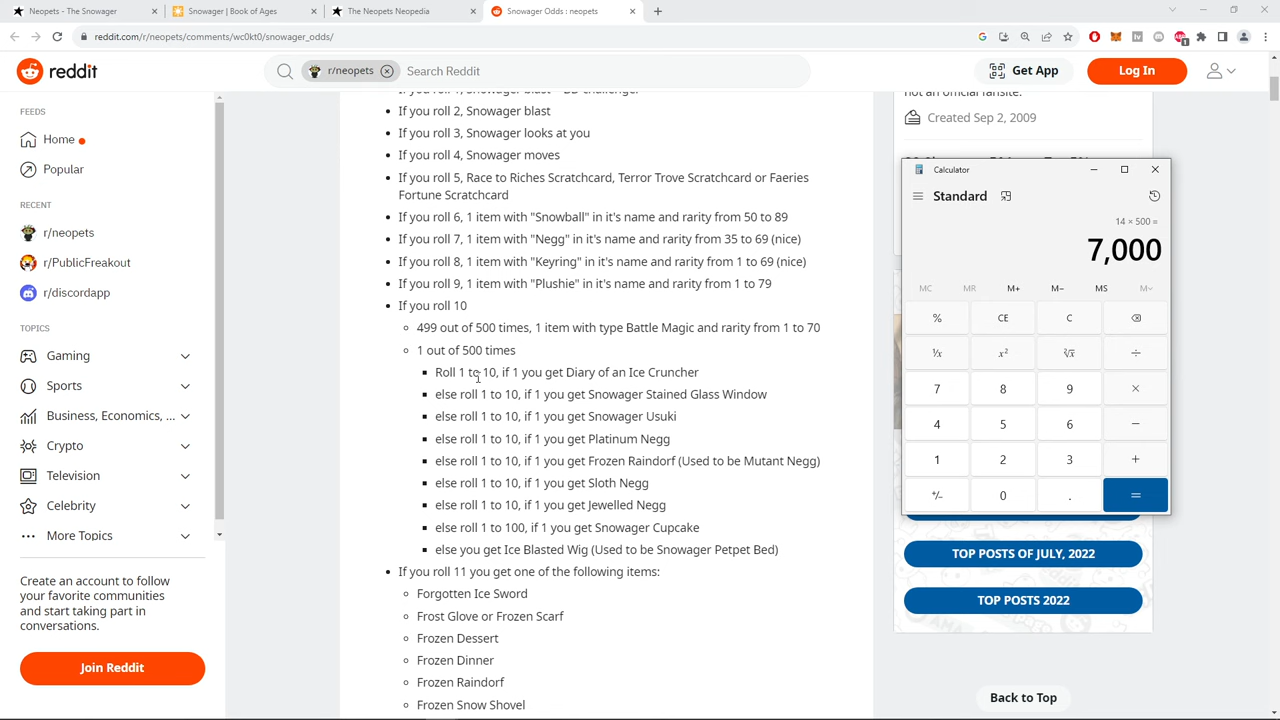 Neopets - The Snowager
Snowager | Book of Ages
The Neopets Neopedia
Snowager Odds : neopets
reddit.com/r/neopets/comments/wc0kt0/snowager_odds/
reddit
r/neopets
Search Reddit
Get App
Log In
FEEDS
Home
Popular
RECENT
r/neopets
r/PublicFreakout
r/discordapp
TOPICS
Gaming
Sports
Business, Economics, ...
Crypto
Television
Celebrity
More Topics
Create an account to follow
your favorite communities
and start taking part in
conversations.
Join Reddit
If you roll 2, Snowager blast
If you roll 3, Snowager looks at you
If you roll 4, Snowager moves
If you roll 5, Race to Riches Scratchcard, Terror Trove Scratchcard or Faeries
Fortune Scratchcard
If you roll 6, 1 item with "Snowball" in it's name and rarity from 50 to 89
If you roll 7, 1 item with "Negg" in it's name and rarity from 35 to 69 (nice)
If you roll 8, 1 item with "Keyring" in it's name and rarity from 1 to 69 (nice)
If you roll 9, 1 item with "Plushie" in it's name and rarity from 1 to 79
If you roll 10
499 out of 500 times, 1 item with type Battle Magic and rarity from 1 to 70
1 out of 500 times
Roll 1 to 10, if 1 you get Diary of an Ice Cruncher
else roll 1 to 10, if 1 you get Snowager Stained Glass Window
else roll 1 to 10, if 1 you get Snowager Usuki
else roll 1 to 10, if 1 you get Platinum Negg
else roll 1 to 10, if 1 you get Frozen Raindorf (Used to be Mutant Negg)
else roll 1 to 10, if 1 you get Sloth Negg
else roll 1 to 10, if 1 you get Jewelled Negg
else roll 1 to 100, if 1 you get Snowager Cupcake
else you get Ice Blasted Wig (Used to be Snowager Petpet Bed)
If you roll 11 you get one of the following items:
Forgotten Ice Sword
Frost Glove or Frozen Scarf
Frozen Dessert
Frozen Dinner
Frozen Raindorf
Frozen Snow Shovel
not an official fansite.
Created Sep 2, 2009
Calculator
Standard
14 × 500 =
7,000
MC MR M+ M− MS M˅
% CE C ⌫
¹/x x² ²√x ÷
7 8 9 ×
4 5 6 −
1 2 3 +
+/− 0 . =
TOP POSTS OF JULY, 2022
TOP POSTS 2022
Back to Top